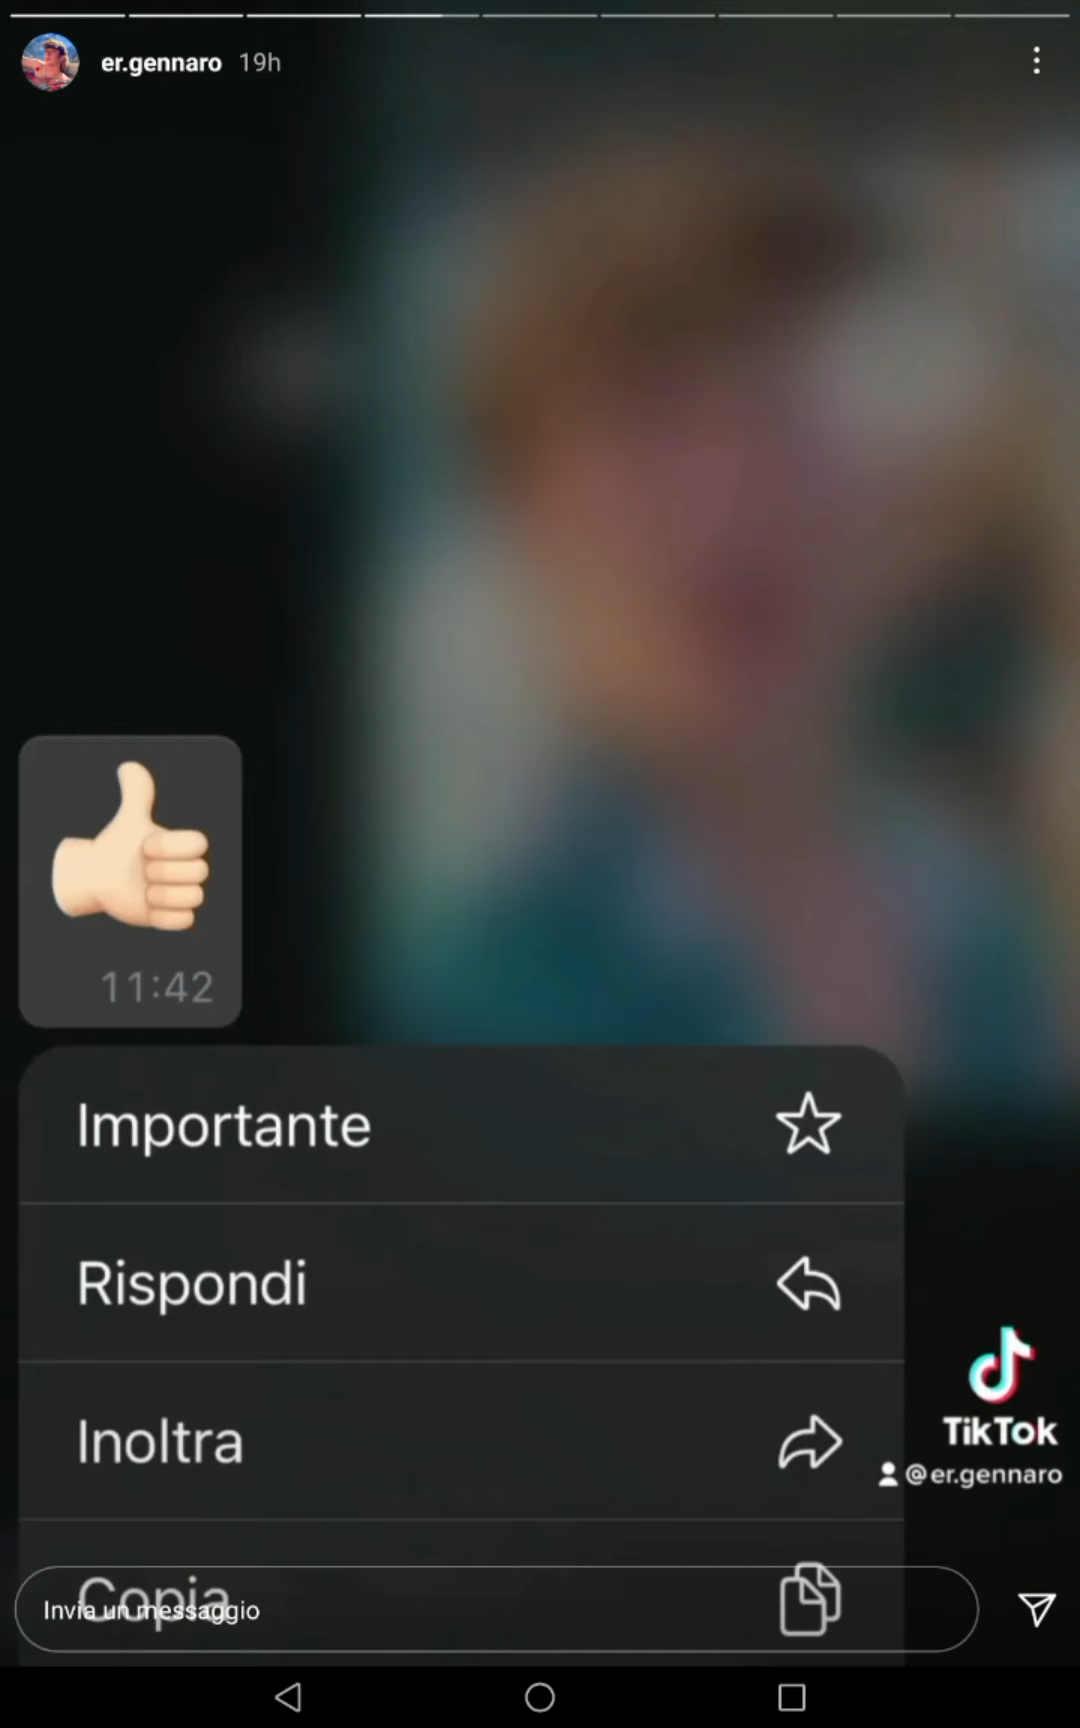 er.gennaro 19h
11:42
Importante
Rispondi
Inoltra
TikTok
@er.gennaro
Copia
Invia un messaggio